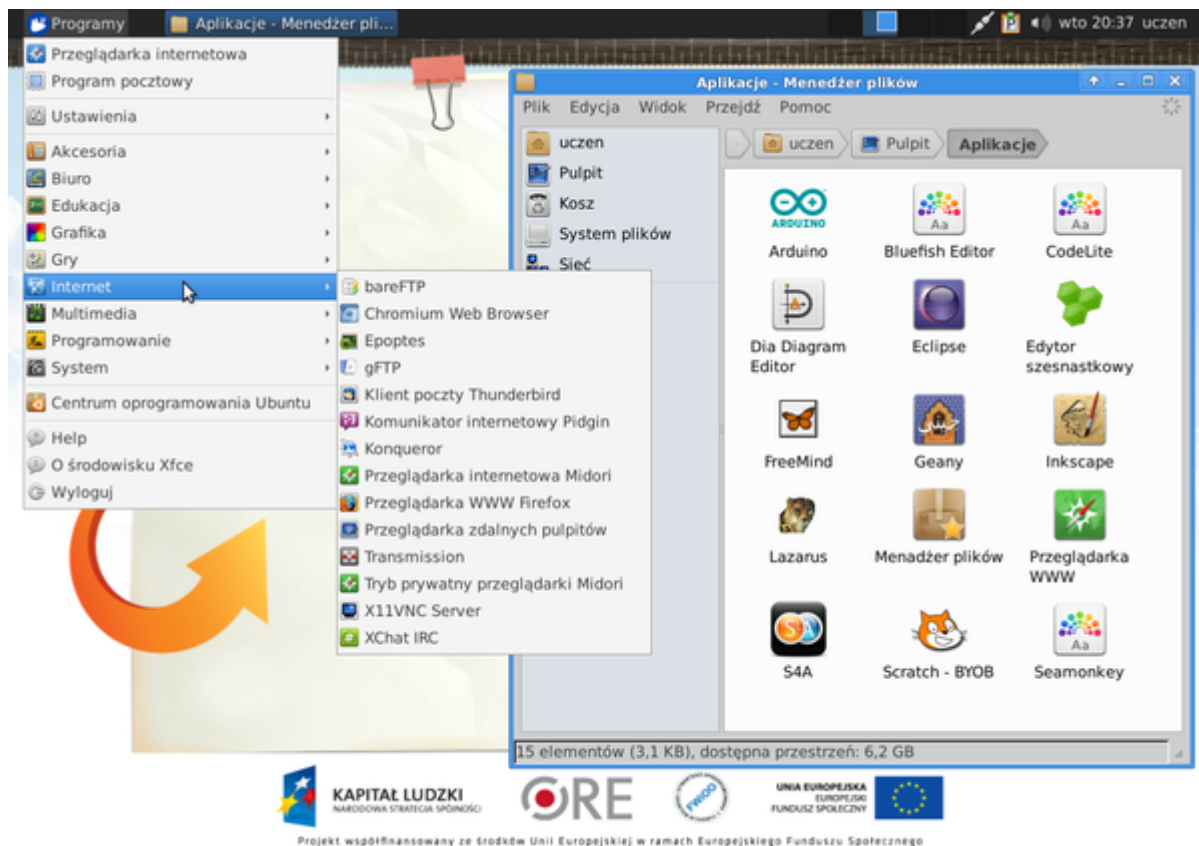 Programy
Aplikacje - Menedżer pli...
wto 20:37 uczen
Przeglądarka internetowa
Program pocztowy
Ustawienia
Akcesoria
Biuro
Edukacja
Grafika
Gry
Internet
Multimedia
Programowanie
System
Centrum oprogramowania Ubuntu
Help
O środowisku Xfce
Wyloguj
bareFTP
Chromium Web Browser
Epoptes
gFTP
Klient poczty Thunderbird
Komunikator internetowy Pidgin
Konqueror
Przeglądarka internetowa Midori
Przeglądarka WWW Firefox
Przeglądarka zdalnych pulpitów
Transmission
Tryb prywatny przeglądarki Midori
X11VNC Server
XChat IRC
Aplikacje - Menedżer plików
Plik Edycja Widok Przejdź Pomoc
uczen
Pulpit
Kosz
System plików
Sieć
uczen Pulpit Aplikacje
ARDUINO
Aa
Aa
Arduino
Bluefish Editor
CodeLite
Dia Diagram
Editor
Eclipse
Edytor
szesnastkowy
FreeMind
Geany
Inkscape
Lazarus
Menadżer plików
Przeglądarka
WWW
SA
Aa
S4A
Scratch - BYOB
Seamonkey
15 elementów (3,1 KB), dostępna przestrzeń: 6,2 GB
KAPITAŁ LUDZKI
NARODOWA STRATEGIA SPÓJNOŚCI
ORE
FWIOO
UNIA EUROPEJSKA
EUROPEJSKI
FUNDUSZ SPOŁECZNY
Projekt współfinansowany ze środków Unii Europejskiej w ramach Europejskiego Funduszu Społecznego